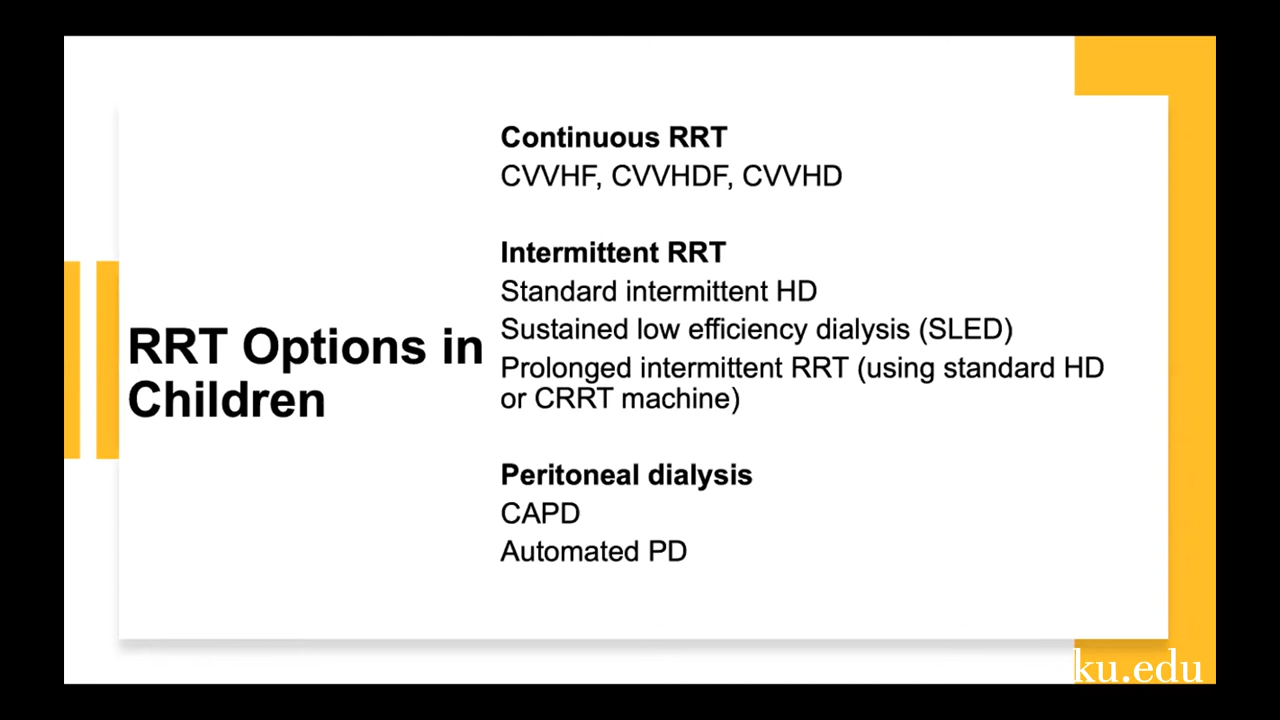 RRT Options in
Children
Continuous RRT
CVVHF, CVVHDF, CVVHD
Intermittent RRT
Standard intermittent HD
Sustained low efficiency dialysis (SLED)
Prolonged intermittent RRT (using standard HD
or CRRT machine)
Peritoneal dialysis
CAPD
Automated PD
ku.edu